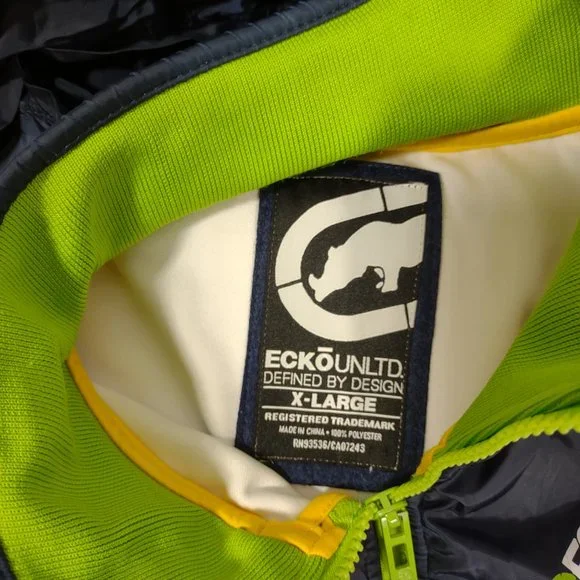 ECKŌUNLTD.
DEFINED BY DESIGN
X-LARGE
REGISTERED TRADEMARK
MADE IN CHINA • 100% POLYESTER
RN93536/CA07243